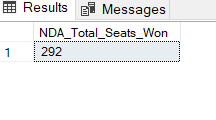 Results Messages
NDA_Total_Seats_Won
1 292